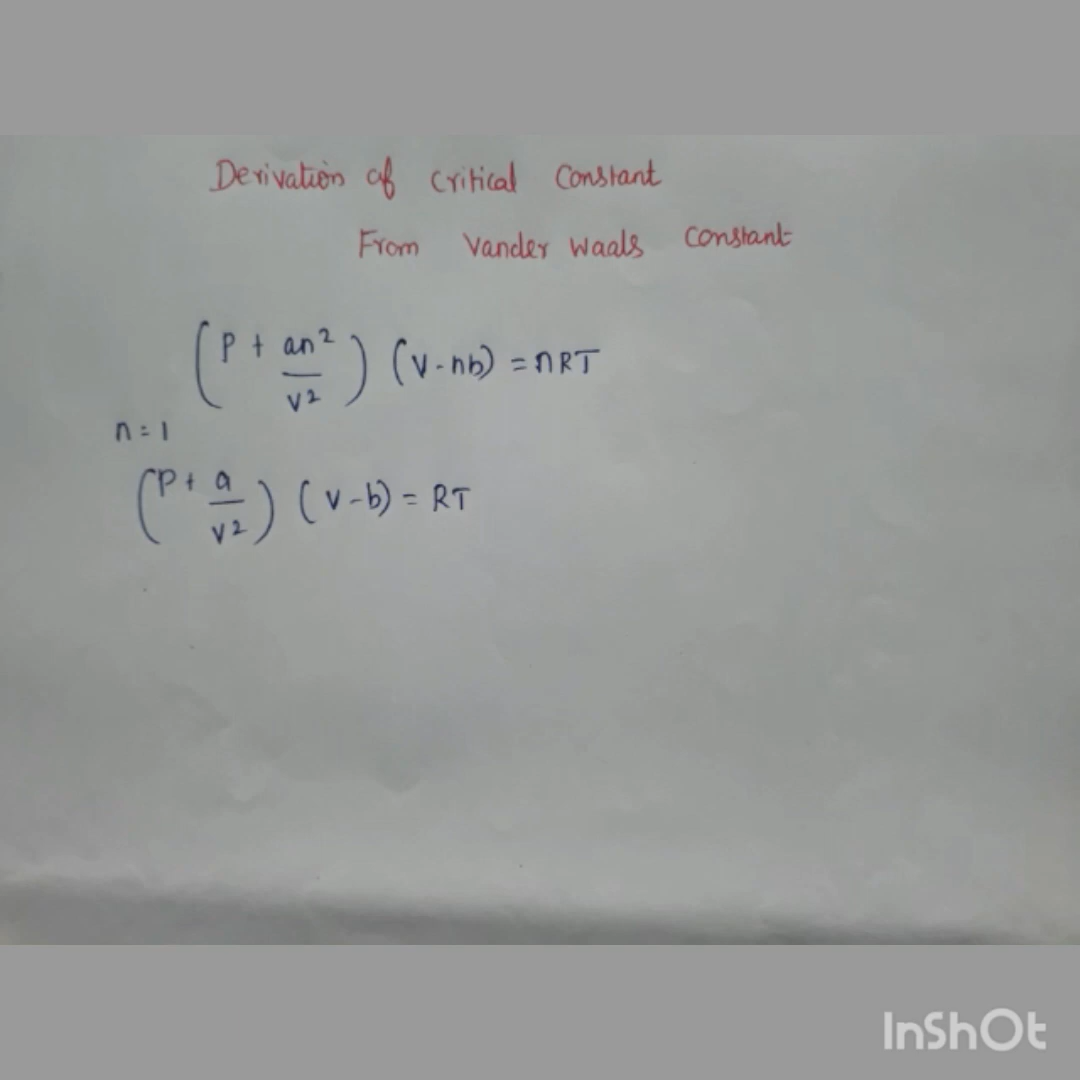 Derivation of critical constant
From Vander Waals constant
(P + an²/v²) (v - nb) = nRT
n = 1
(P + a/v²) (v - b) = RT
InShOt